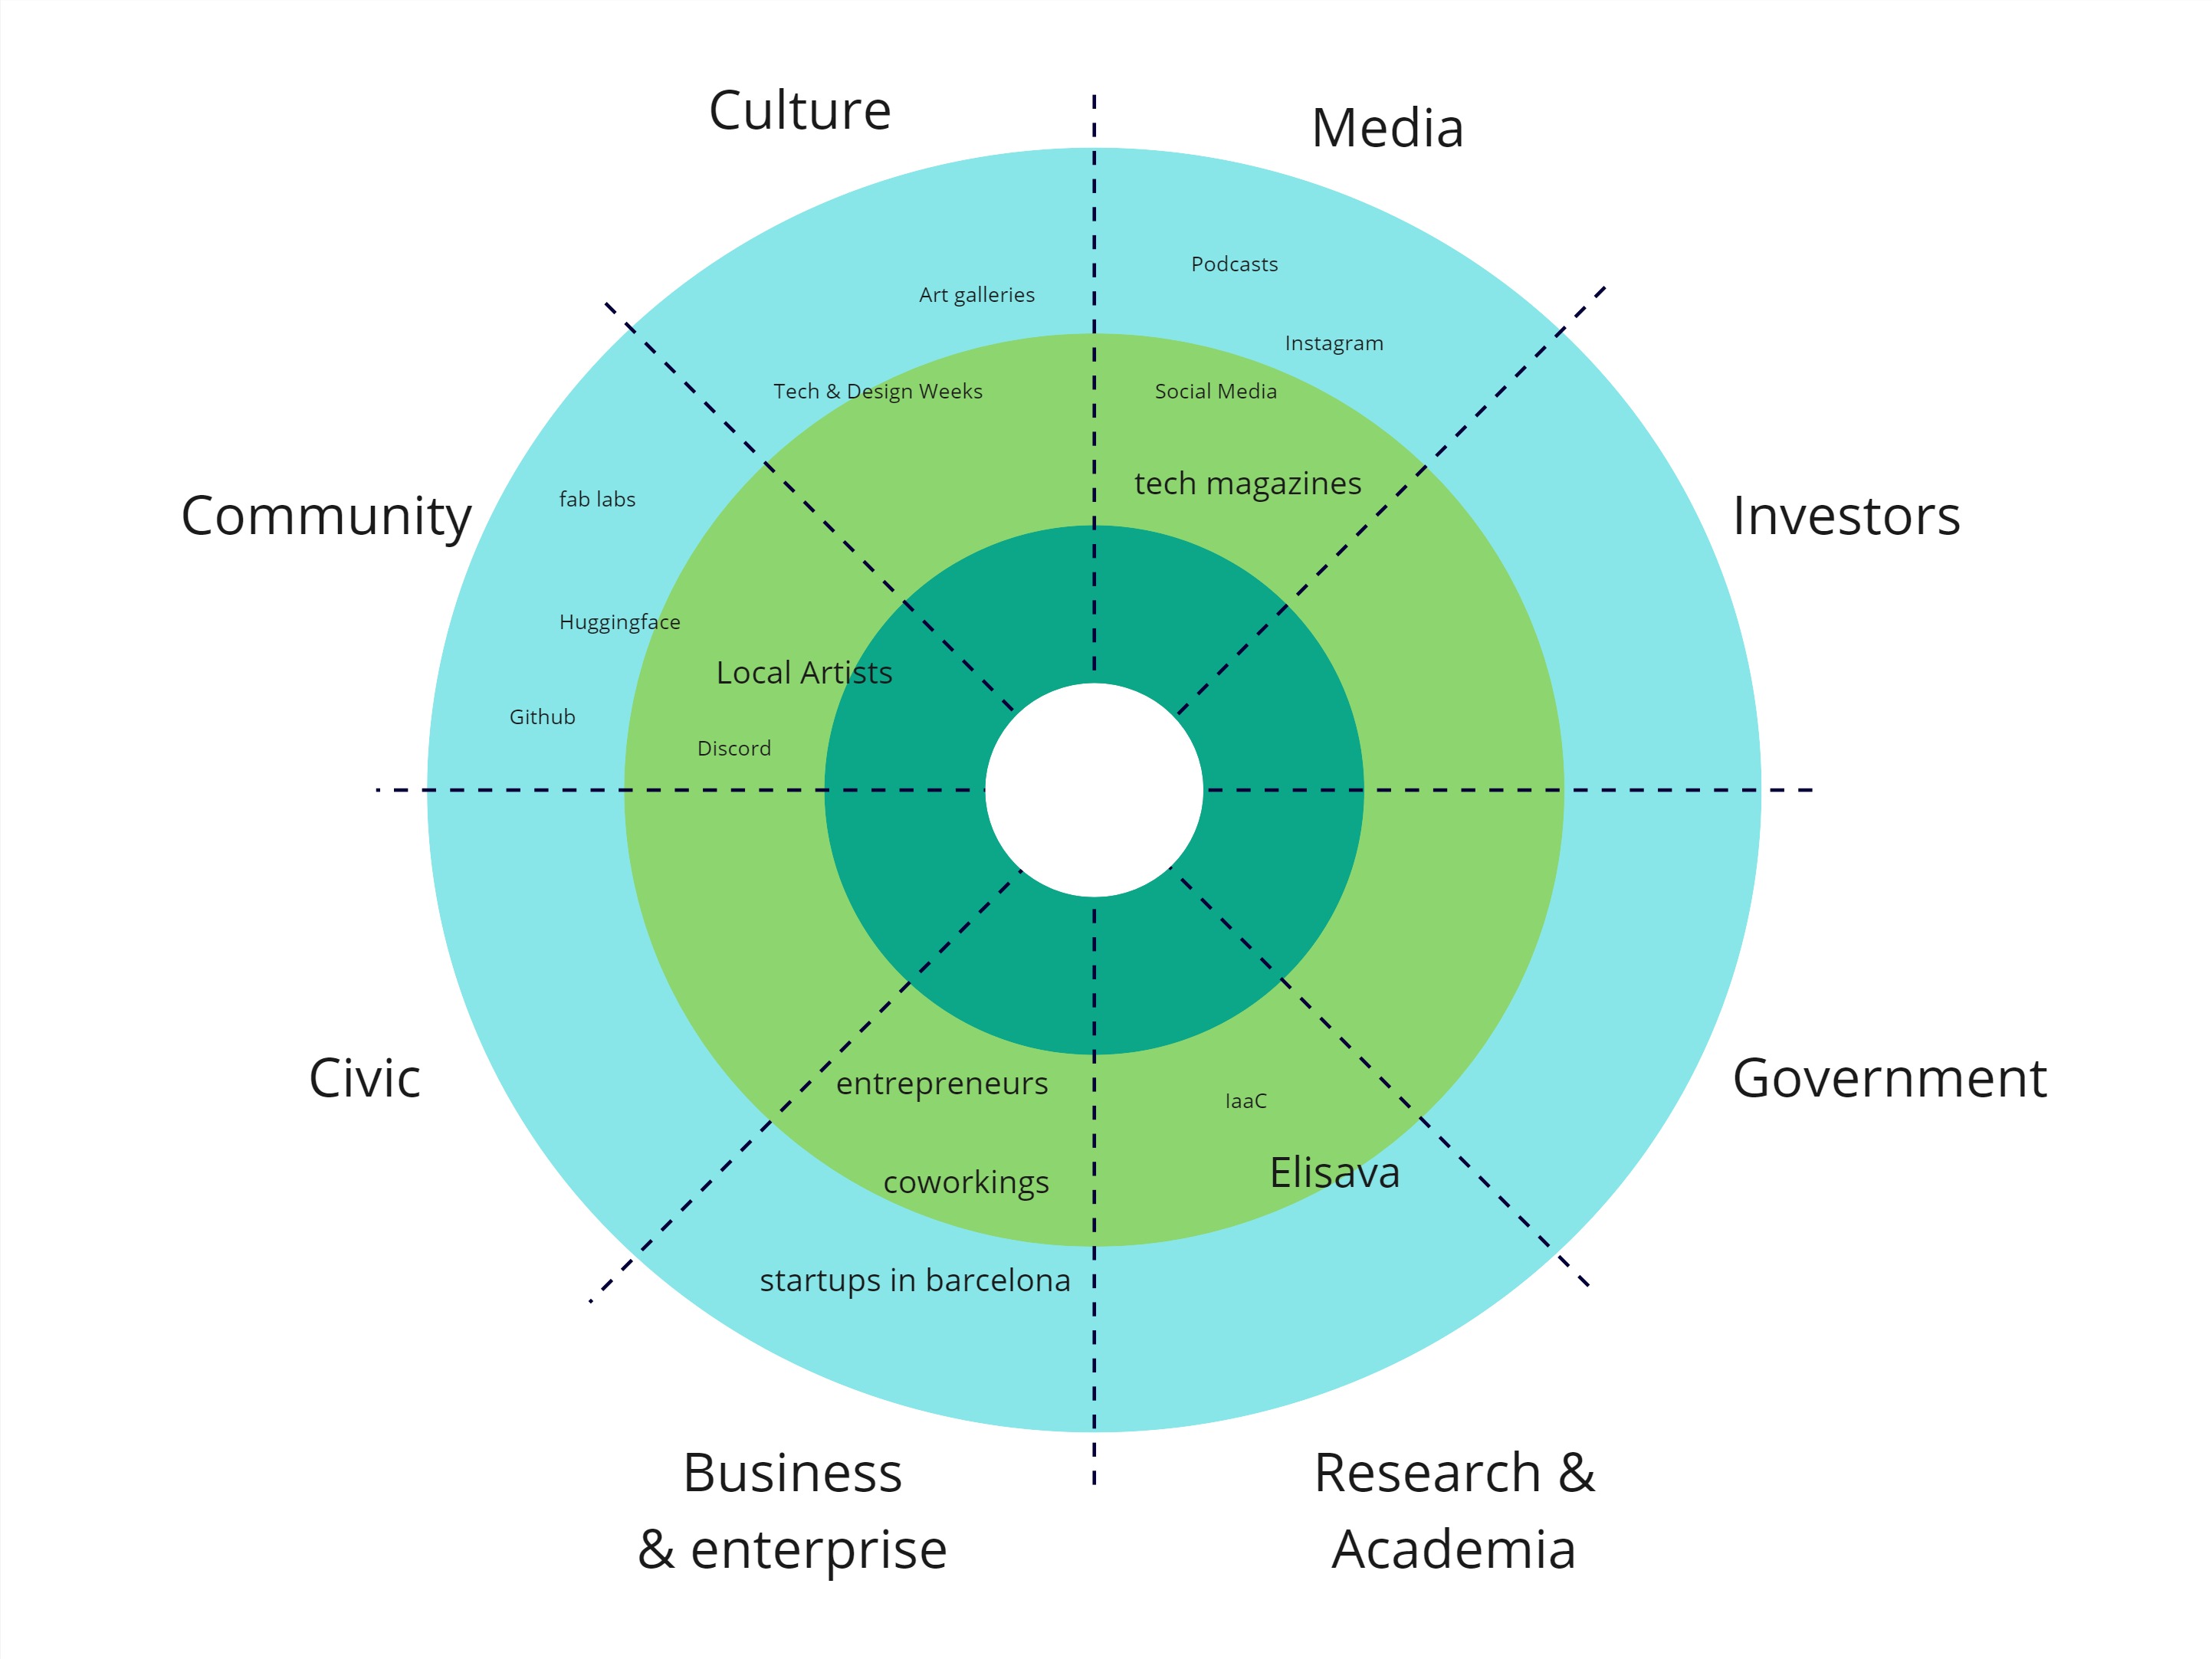 Culture
Media
Podcasts
Art galleries
Instagram
Tech & Design Weeks
Social Media
tech magazines
Community
fab labs
Investors
Huggingface
Local Artists
Github
Discord
Civic
entrepreneurs
IaaC
Government
coworkings
Elisava
startups in barcelona
Business
& enterprise
Research &
Academia